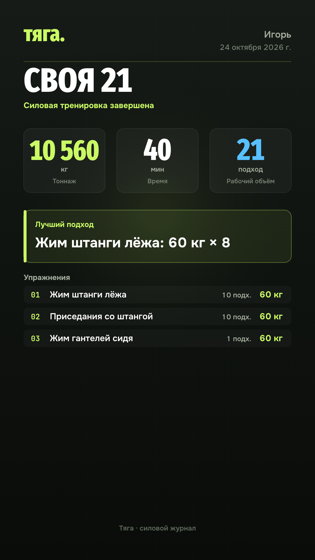 тяга.
Игорь
24 октября 2026 г.
СВОЯ 21
Силовая тренировка завершена
10 560
кг
Тоннаж
40
мин
Время
21
подход
Рабочий объём
Лучший подход
Жим штанги лёжа: 60 кг × 8
Упражнения
01 Жим штанги лёжа 10 подх. 60 кг
02 Приседания со штангой 10 подх. 60 кг
03 Жим гантелей сидя 1 подх. 60 кг
Тяга · силовой журнал